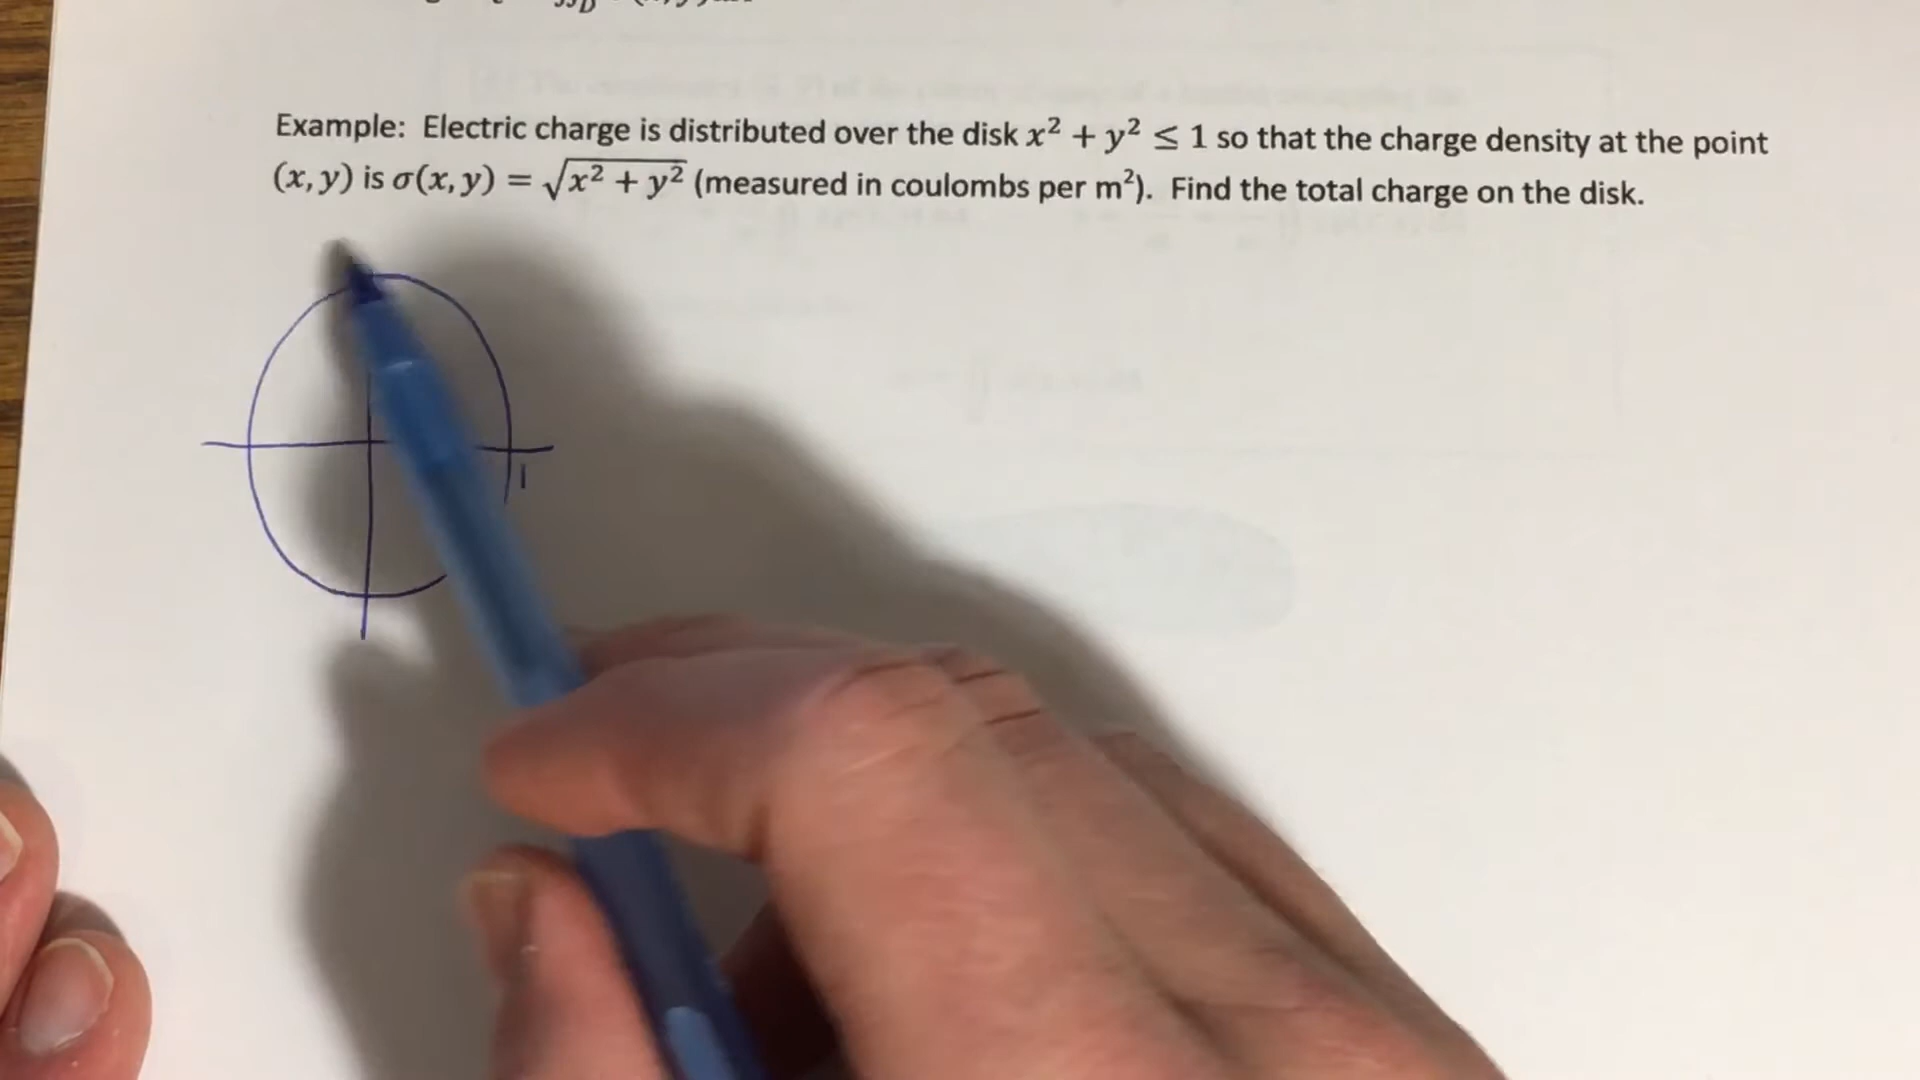 Example: Electric charge is distributed over the disk x² + y² ≤ 1 so that the charge density at the point
(x, y) is σ(x, y) = √(x² + y²) (measured in coulombs per m²). Find the total charge on the disk.
1